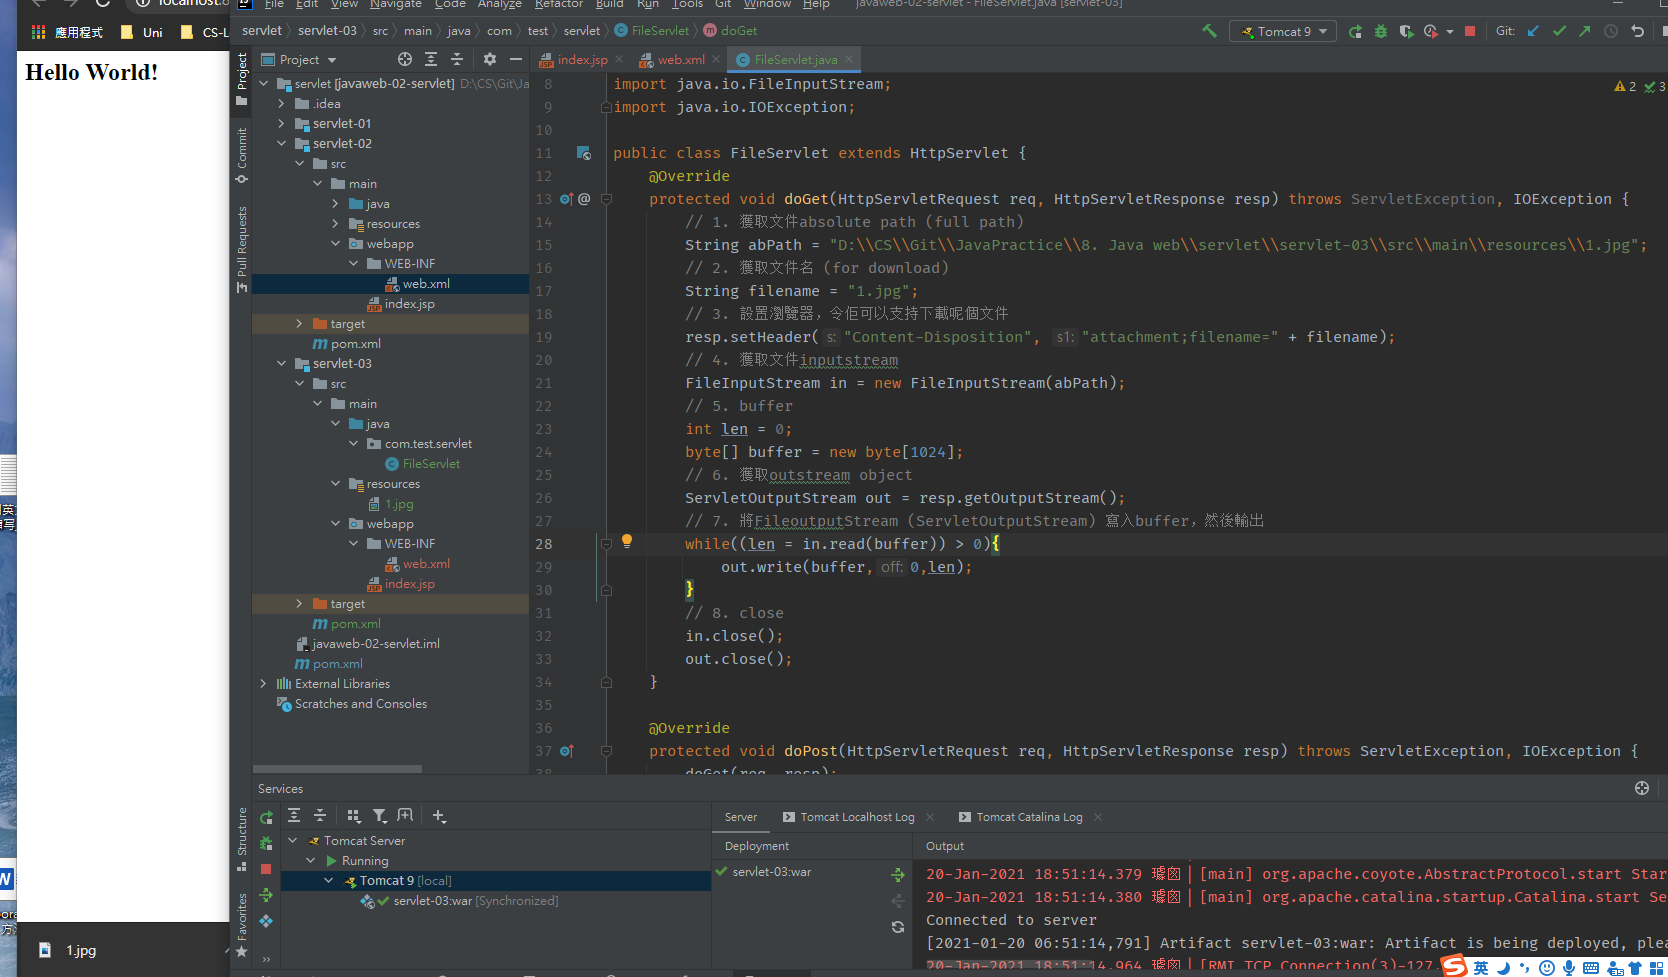 localhost:8
應用程式
Uni
CS-L
Hello World!
1.jpg
File Edit View Navigate Code Analyze Refactor Build Run Tools Git Window Help
javaweb-02-servlet - FileServlet.java [servlet-03]
servlet
servlet-03
src
main
java
com
test
servlet
FileServlet
doGet
Tomcat 9
Git:
Project
Commit
Pull Requests
Structure
Favorites
Project
servlet [javaweb-02-servlet] D:\CS\Git\Ja
.idea
servlet-01
servlet-02
src
main
java
resources
webapp
WEB-INF
web.xml
index.jsp
target
pom.xml
servlet-03
src
main
java
com.test.servlet
FileServlet
resources
1.jpg
webapp
WEB-INF
web.xml
index.jsp
target
pom.xml
javaweb-02-servlet.iml
pom.xml
External Libraries
Scratches and Consoles
index.jsp
web.xml
FileServlet.java
2
3
8 import java.io.FileInputStream;
9 import java.io.IOException;
10
11 public class FileServlet extends HttpServlet {
12 @Override
13 protected void doGet(HttpServletRequest req, HttpServletResponse resp) throws ServletException, IOException {
14 // 1. 獲取文件absolute path (full path)
15 String abPath = "D:\\CS\\Git\\JavaPractice\\8. Java web\\servlet\\servlet-03\\src\\main\\resources\\1.jpg";
16 // 2. 獲取文件名 (for download)
17 String filename = "1.jpg";
18 // 3. 設置瀏覽器，令佢可以支持下載呢個文件
19 resp.setHeader( s: "Content-Disposition", s1: "attachment;filename=" + filename);
20 // 4. 獲取文件inputstream
21 FileInputStream in = new FileInputStream(abPath);
22 // 5. buffer
23 int len = 0;
24 byte[] buffer = new byte[1024];
25 // 6. 獲取outstream object
26 ServletOutputStream out = resp.getOutputStream();
27 // 7. 將FileoutputStream (ServletOutputStream) 寫入buffer，然後輸出
28 while((len = in.read(buffer)) > 0){
29 out.write(buffer, off: 0,len);
30 }
31 // 8. close
32 in.close();
33 out.close();
34 }
35
36 @Override
37 protected void doPost(HttpServletRequest req, HttpServletResponse resp) throws ServletException, IOException {
38 doGet(req, resp);
Services
Tomcat Server
Running
Tomcat 9 [local]
servlet-03:war [Synchronized]
Server
Tomcat Localhost Log
Tomcat Catalina Log
Deployment
Output
servlet-03:war
20-Jan-2021 18:51:14.379 [main] org.apache.coyote.AbstractProtocol.start Star
20-Jan-2021 18:51:14.380 [main] org.apache.catalina.startup.Catalina.start Se
Connected to server
[2021-01-20 06:51:14,791] Artifact servlet-03:war: Artifact is being deployed, plea
20-Jan-2021 18:51:14.964 [RMI TCP Connection(3)-127.
英